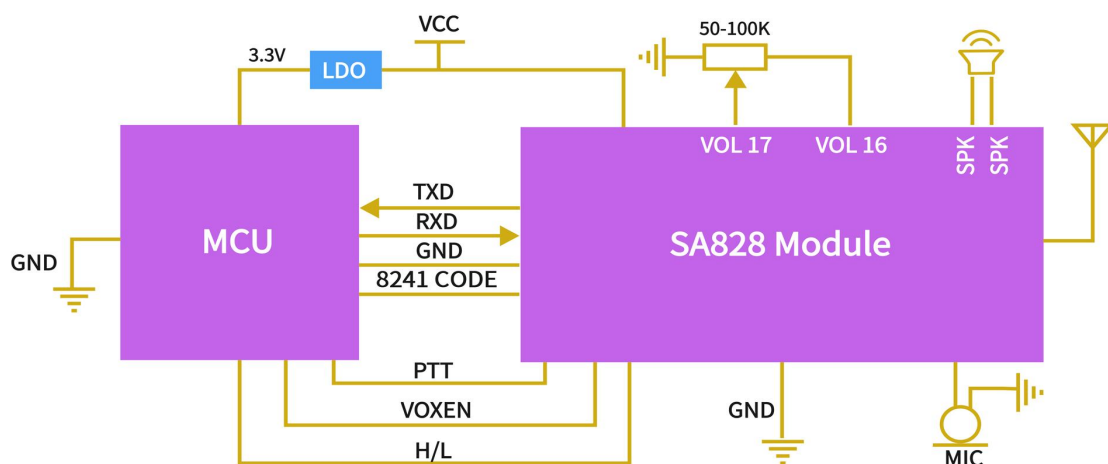 VCC
50-100K
3.3V
LDO
VOL 17
VOL 16
SPK
SPK
TXD
RXD
GND
8241 CODE
MCU
SA828 Module
GND
PTT
VOXEN
H/L
GND
MIC